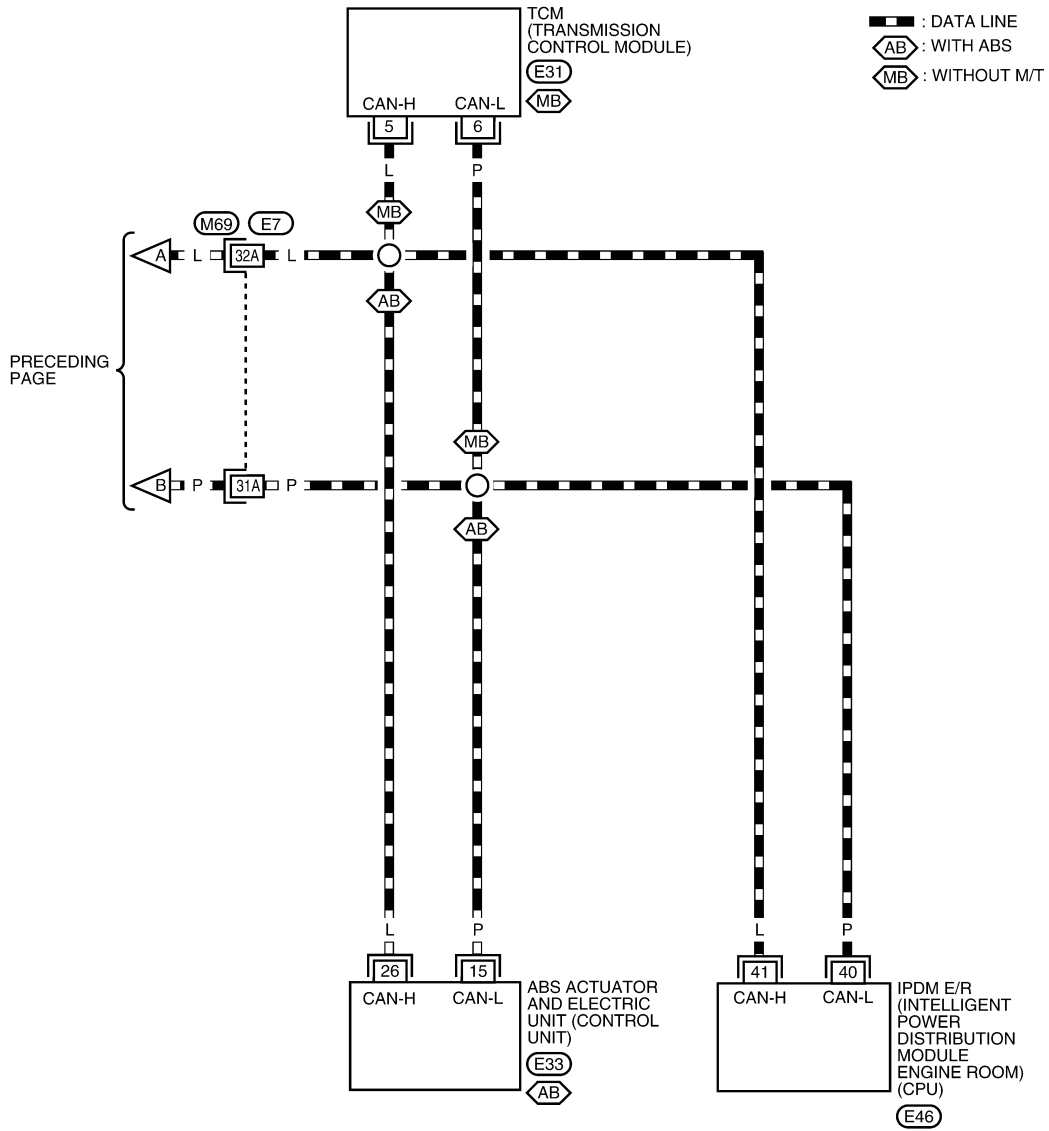 TCM
(TRANSMISSION
CONTROL MODULE)
E31
MB
: DATA LINE
AB : WITH ABS
MB : WITHOUT M/T
CAN-H CAN-L
5 6
L P
MB
M69 E7
A L 32A L
AB
PRECEDING
PAGE
MB
B P 31A P
AB
L P L P
26 15 41 40
CAN-H CAN-L
ABS ACTUATOR
AND ELECTRIC
UNIT (CONTROL
UNIT)
E33
AB
CAN-H CAN-L
IPDM E/R
(INTELLIGENT
POWER
DISTRIBUTION
MODULE
ENGINE ROOM)
(CPU)
E46